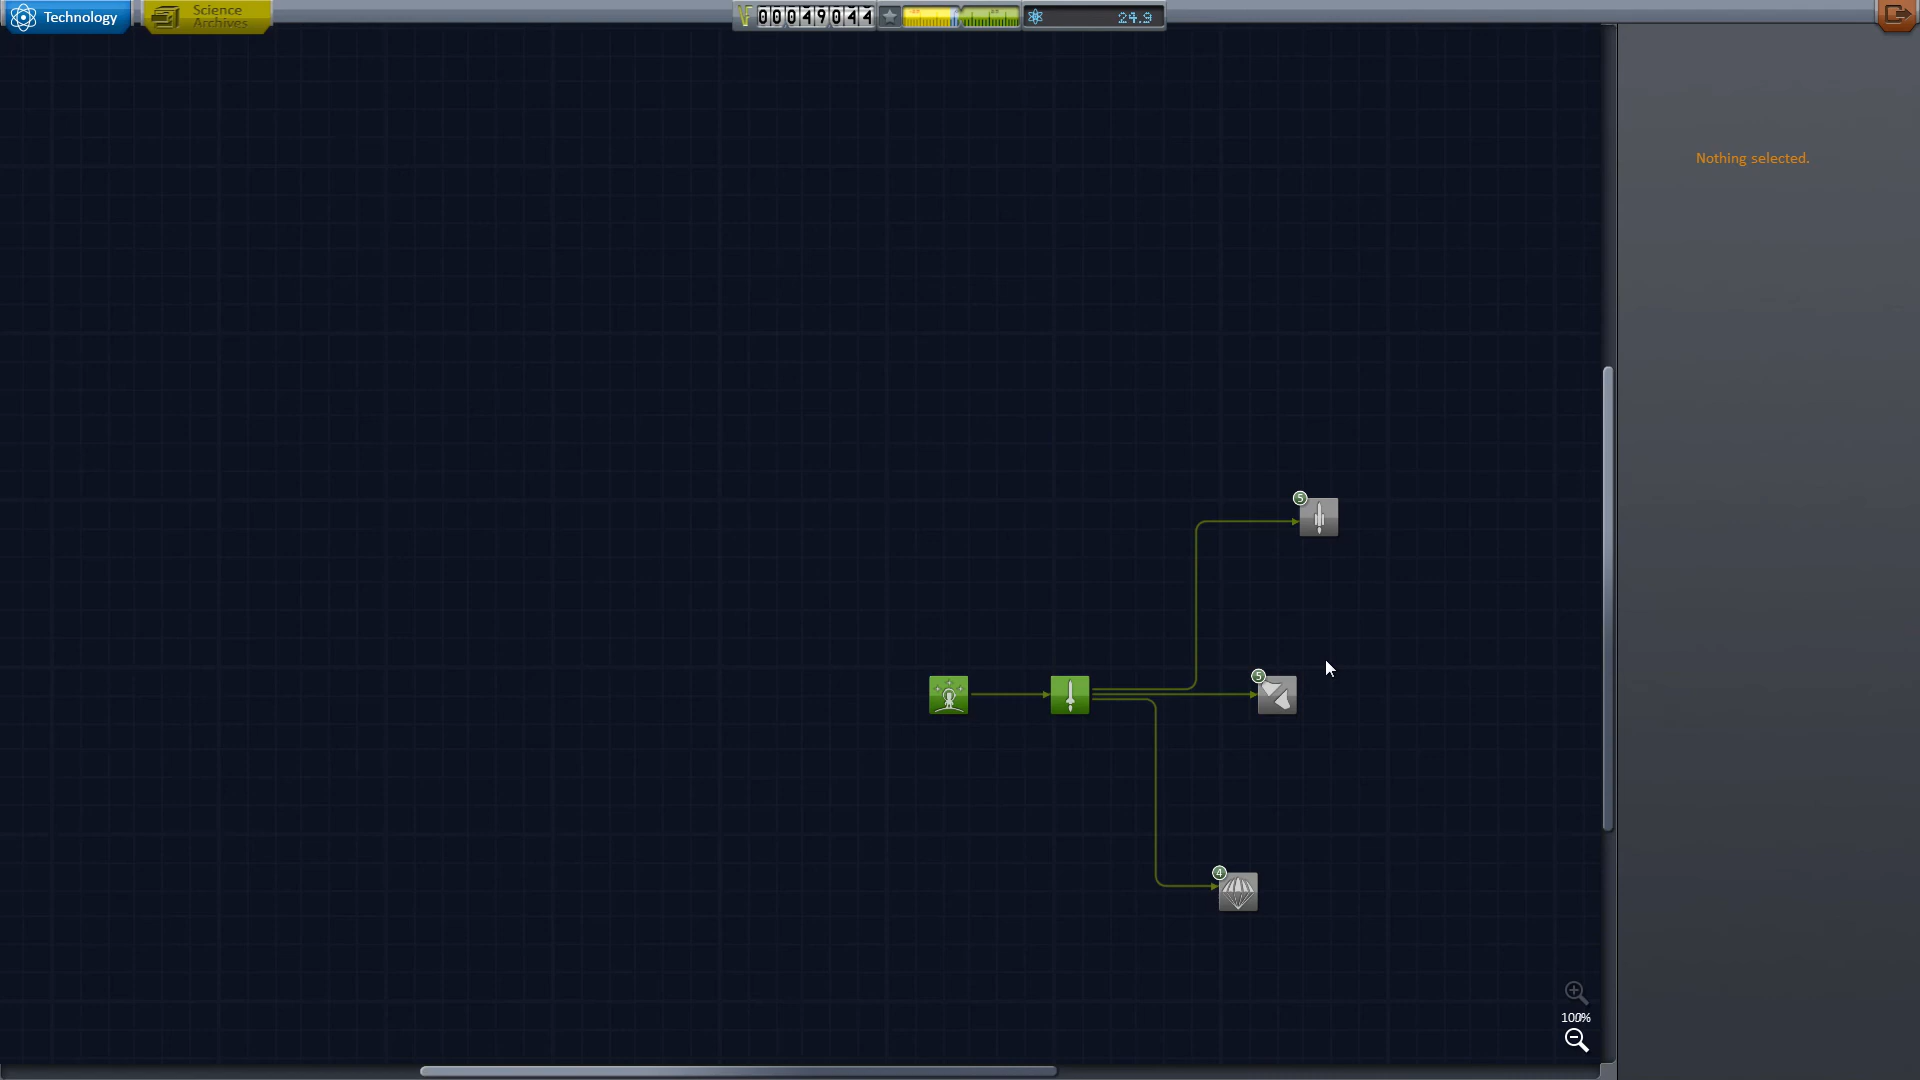 Technology
Science
Archives
00049044
24.9
Nothing selected.
5
5
4
100%